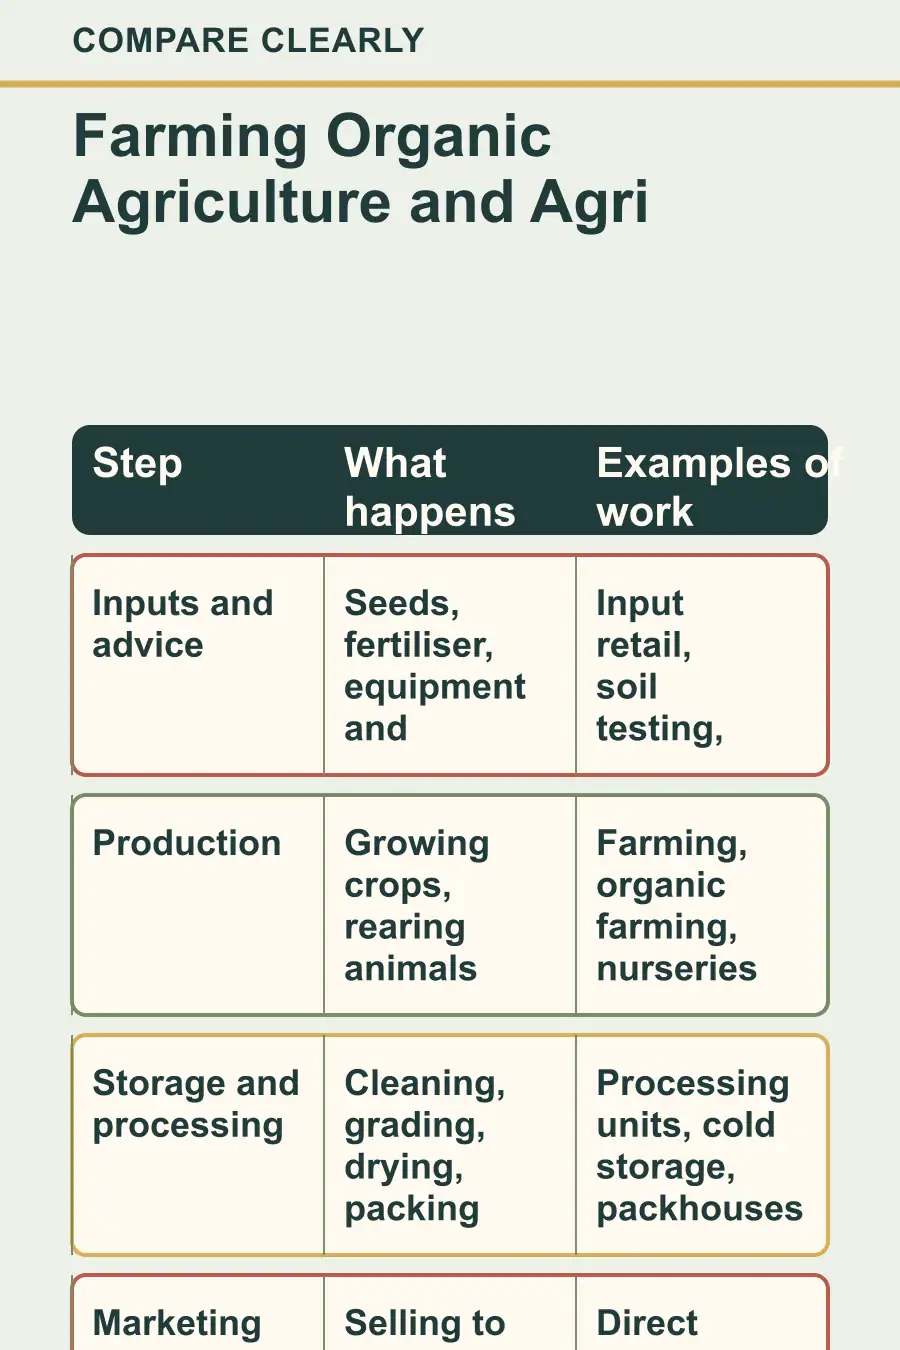 COMPARE CLEARLY
Farming Organic
Agriculture and Agri
Step
What
happens
Examples of
work
Inputs and
advice
Seeds,
fertiliser,
equipment
and
Input
retail,
soil
testing,
Production
Growing
crops,
rearing
animals
Farming,
organic
farming,
nurseries
Storage and
processing
Cleaning,
grading,
drying,
packing
Processing
units, cold
storage,
packhouses
Marketing
Selling to
Direct